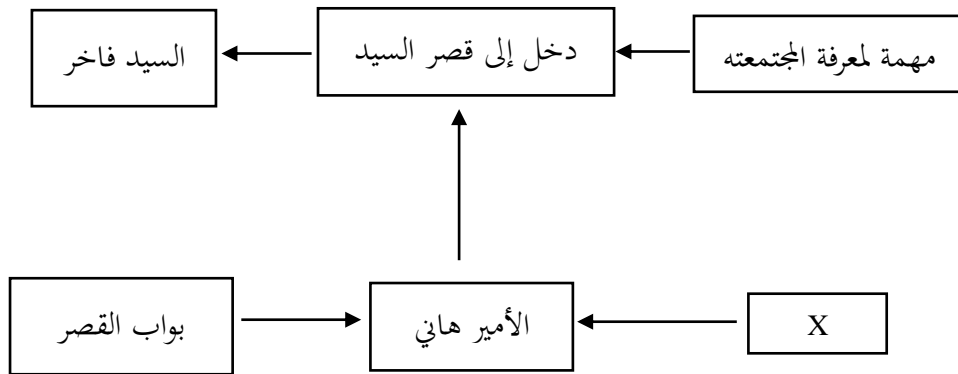 مهمة لمعرفة المجتمعته
دخل إلى قصر السيد
السيد فاخر
X
الأمير هاني
بواب القصر